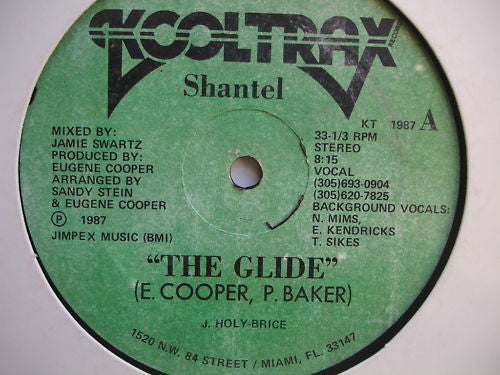 KOOLTRAX
RECORDS
Shantel
KT 1987 A
MIXED BY:
JAMIE SWARTZ
PRODUCED BY:
EUGENE COOPER
ARRANGED BY
SANDY STEIN
& EUGENE COOPER
Ⓟ 1987
JIMPEX MUSIC (BMI)
33-1/3 RPM
STEREO
8:15
VOCAL
(305)693-0904
(305)620-7825
BACKGROUND VOCALS:
N. MIMS,
E. KENDRICKS
T. SIKES
"THE GLIDE"
(E. COOPER, P. BAKER)
J. HOLY-BRICE
1520 N.W. 84 STREET / MIAMI, FL. 33147